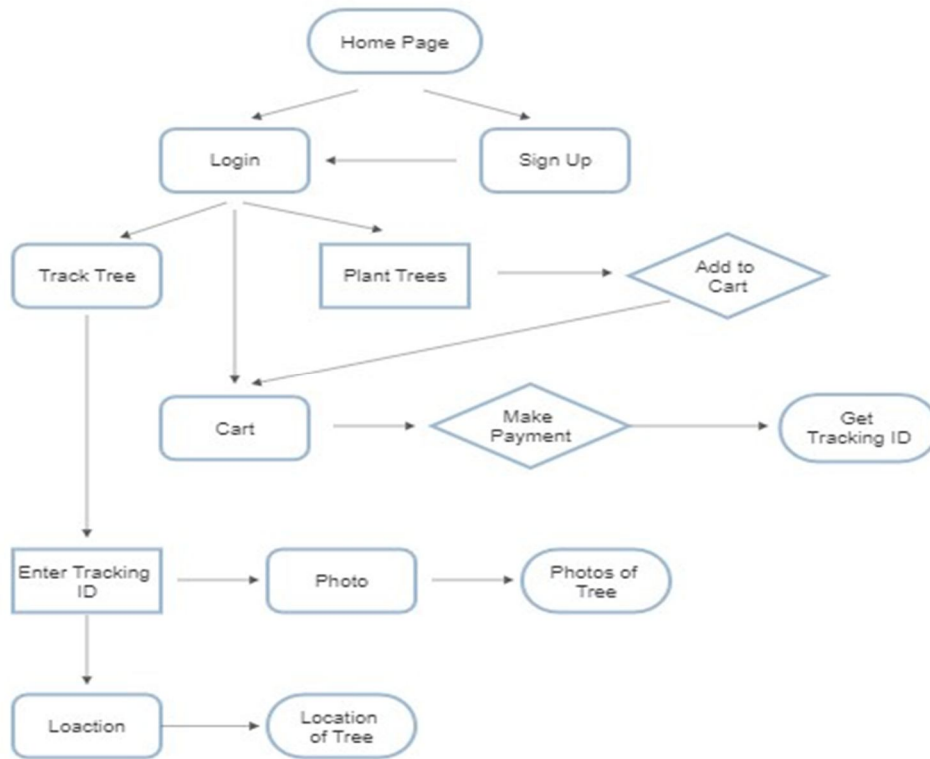 Home Page
Login
Sign Up
Track Tree
Plant Trees
Add to
Cart
Cart
Make
Payment
Get
Tracking ID
Enter Tracking
ID
Photo
Photos of
Tree
Loaction
Location
of Tree